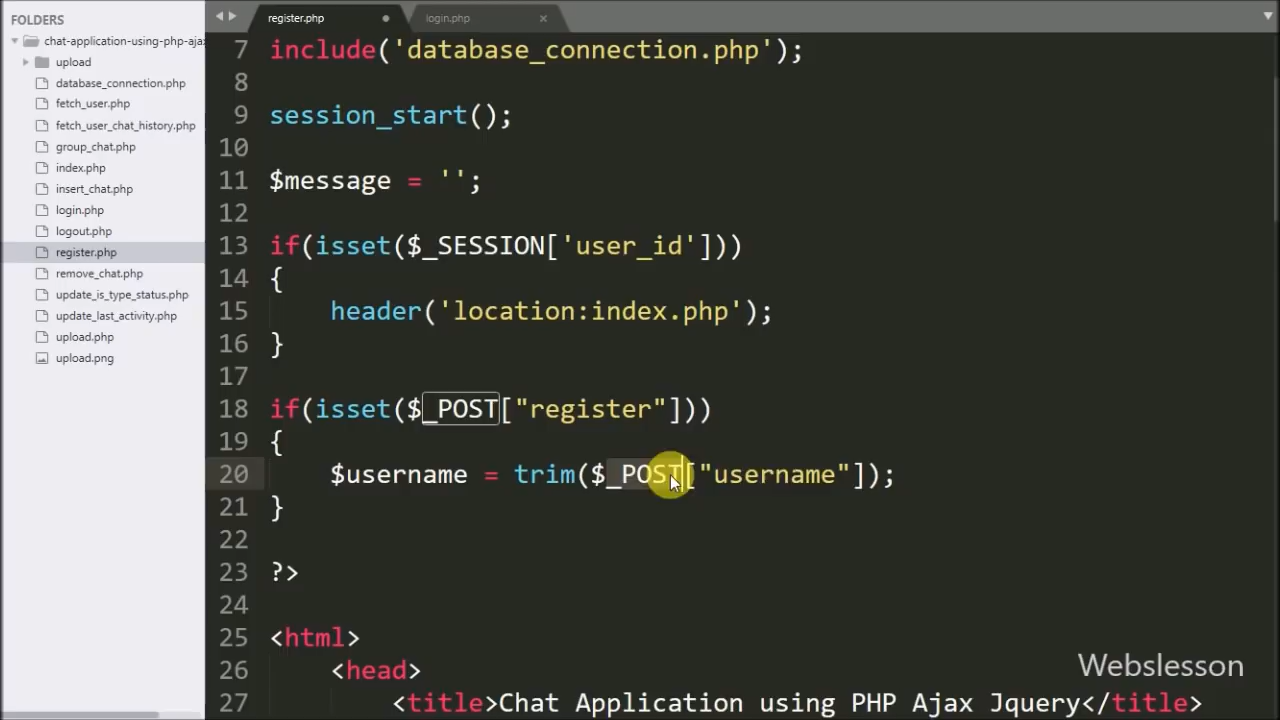 FOLDERS
chat-application-using-php-ajax
upload
database_connection.php
fetch_user.php
fetch_user_chat_history.php
group_chat.php
index.php
insert_chat.php
login.php
logout.php
register.php
remove_chat.php
update_is_type_status.php
update_last_activity.php
upload.php
upload.png
register.php
login.php
7 include('database_connection.php');
8
9 session_start();
10
11 $message = '';
12
13 if(isset($_SESSION['user_id']))
14 {
15 header('location:index.php');
16 }
17
18 if(isset($_POST["register"]))
19 {
20 $username = trim($_POST["username"]);
21 }
22
23 ?>
24
25 <html>
26 <head>
27 <title>Chat Application using PHP Ajax Jquery</title>
Webslesson